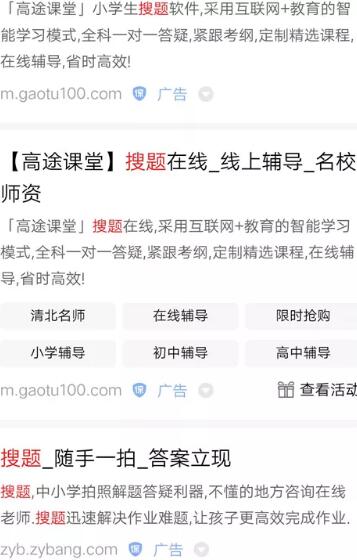 「高途课堂」小学生搜题软件,采用互联网+教育的智
能学习模式,全科一对一答疑,紧跟考纲,定制精选课程,
在线辅导,省时高效!
m.gaotu100.com 保 广告
【高途课堂】搜题在线_线上辅导_名校
师资
「高途课堂」搜题在线,采用互联网+教育的智能学习
模式,全科一对一答疑,紧跟考纲,定制精选课程,在线辅
导,省时高效!
清北名师 在线辅导 限时抢购
小学辅导 初中辅导 高中辅导
m.gaotu100.com 保 广告 查看活动
搜题_随手一拍_答案立现
搜题,中小学拍照解题答疑利器,不懂的地方咨询在线
老师.搜题迅速解决作业难题,让孩子更高效完成作业.
zyb.zybang.com 保 广告